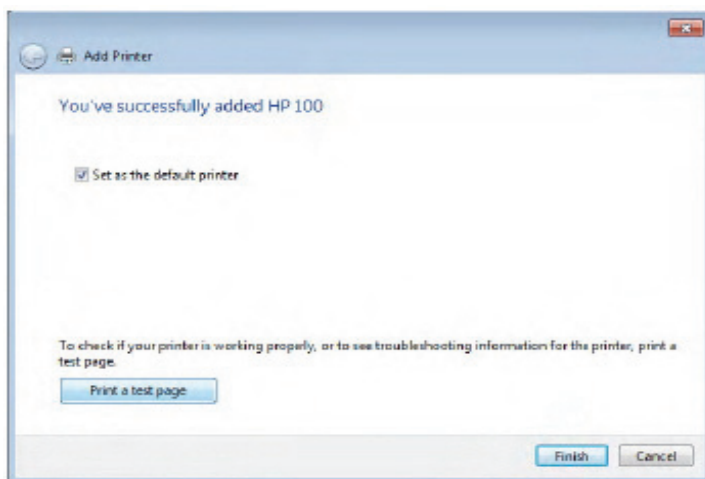 Add Printer
You've successfully added HP 100
Set as the default printer
To check if your printer is working properly, or to see troubleshooting information for the printer, print a
test page.
Print a test page
Finish Cancel